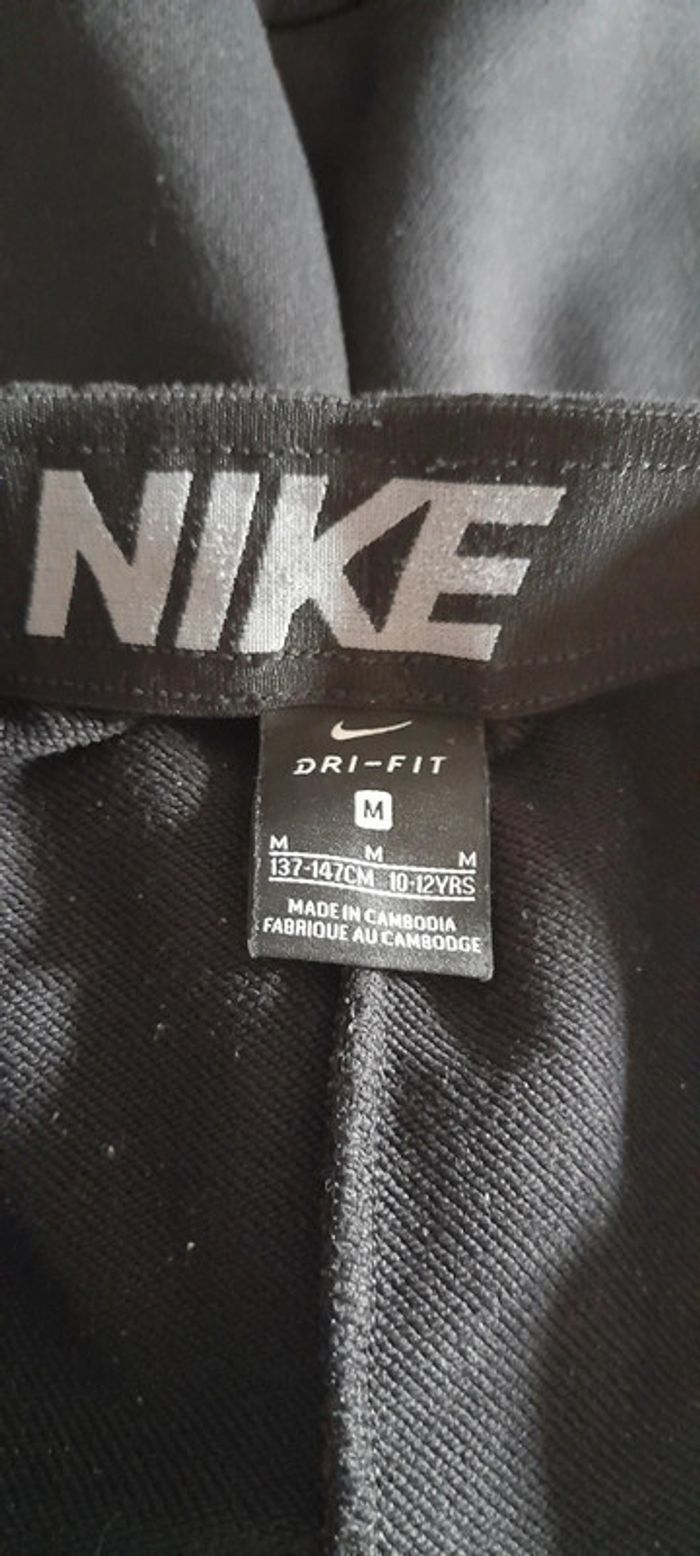 NIKE
DRI-FIT
M
M M M
137-147CM 10-12YRS
MADE IN CAMBODIA
FABRIQUE AU CAMBODGE